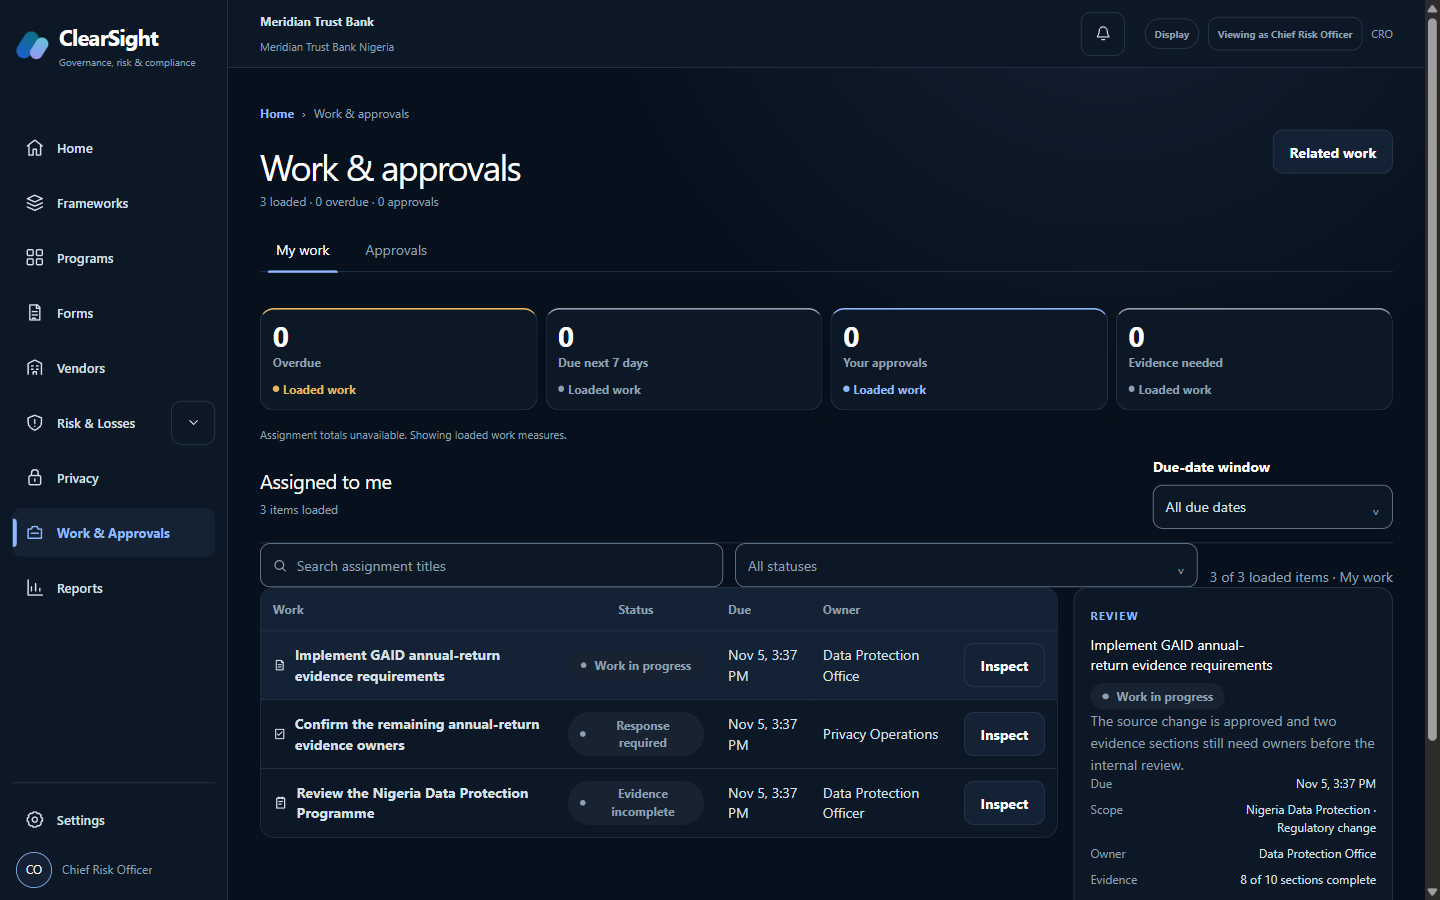 ClearSight
Governance, risk & compliance
Home
Frameworks
Programs
Forms
Vendors
Risk & Losses
Privacy
Work & Approvals
Reports
Settings
CO
Chief Risk Officer
Meridian Trust Bank
Meridian Trust Bank Nigeria
Display
Viewing as Chief Risk Officer
CRO
Home › Work & approvals
Work & approvals
3 loaded · 0 overdue · 0 approvals
Related work
My work
Approvals
0
Overdue
Loaded work
0
Due next 7 days
Loaded work
0
Your approvals
Loaded work
0
Evidence needed
Loaded work
Assignment totals unavailable. Showing loaded work measures.
Assigned to me
3 items loaded
Due-date window
All due dates
Search assignment titles
All statuses
3 of 3 loaded items · My work
Work
Status
Due
Owner
Implement GAID annual-return
evidence requirements
Work in progress
Nov 5, 3:37
PM
Data Protection
Office
Inspect
Confirm the remaining annual-return
evidence owners
Response
required
Nov 5, 3:37
PM
Privacy Operations
Inspect
Review the Nigeria Data Protection
Programme
Evidence
incomplete
Nov 5, 3:37
PM
Data Protection
Officer
Inspect
REVIEW
Implement GAID annual-
return evidence requirements
Work in progress
The source change is approved and two
evidence sections still need owners before the
internal review.
Due
Nov 5, 3:37 PM
Scope
Nigeria Data Protection ·
Regulatory change
Owner
Data Protection Office
Evidence
8 of 10 sections complete